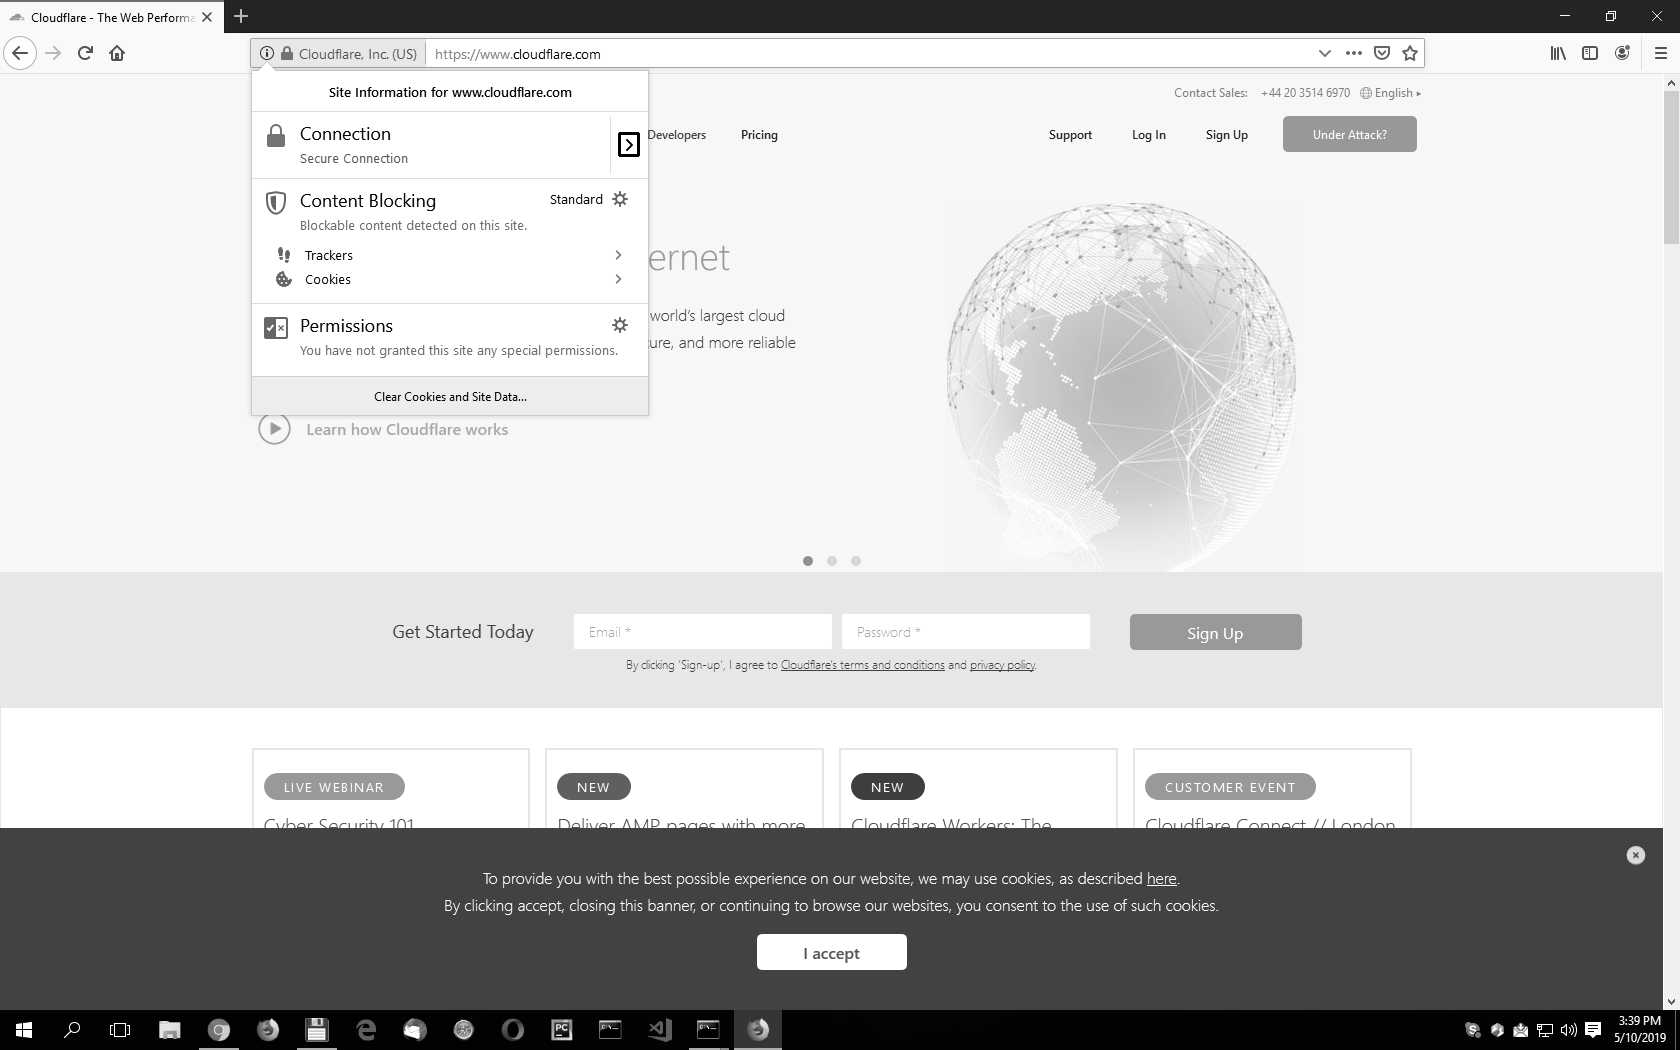 Cloudflare - The Web Performa
Cloudflare, Inc. (US)
https://www.cloudflare.com
Site Information for www.cloudflare.com
Connection
Secure Connection
Content Blocking
Standard
Blockable content detected on this site.
Trackers
Cookies
Permissions
You have not granted this site any special permissions.
Clear Cookies and Site Data...
Contact Sales: +44 20 3514 6970 English
Developers Pricing Support Log In Sign Up Under Attack?
ernet
world's largest cloud
ure, and more reliable
Learn how Cloudflare works
Get Started Today
Email *
Password *
Sign Up
By clicking 'Sign-up', I agree to Cloudflare's terms and conditions and privacy policy.
LIVE WEBINAR
Cyber Security 101
NEW
Deliver AMP pages with more
NEW
Cloudflare Workers: The
CUSTOMER EVENT
Cloudflare Connect // London
To provide you with the best possible experience on our website, we may use cookies, as described here.
By clicking accept, closing this banner, or continuing to browse our websites, you consent to the use of such cookies.
I accept
PC
3:39 PM
5/10/2019